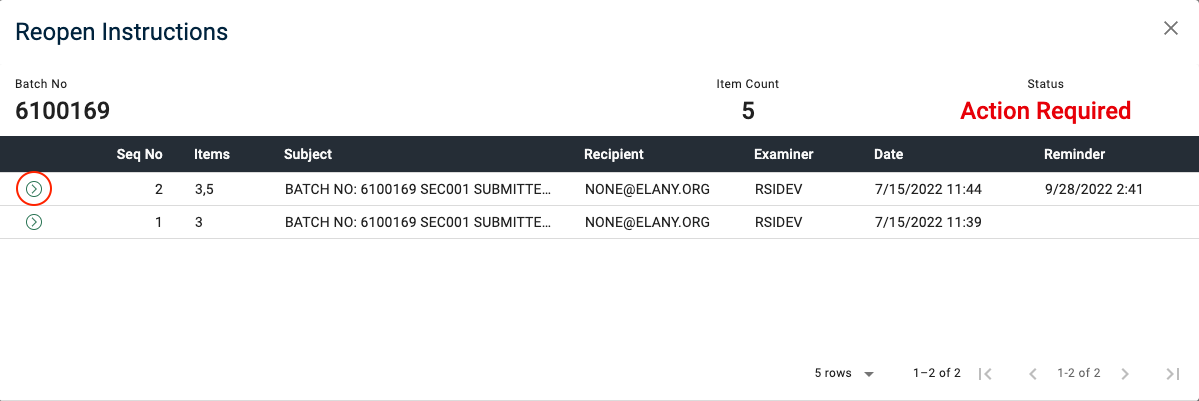 Reopen Instructions
Batch No Item Count Status
6100169 5 Action Required
Seq No Items Subject Recipient Examiner Date Reminder
2 3,5 BATCH NO: 6100169 SEC001 SUBMITTE... NONE@ELANY.ORG RSIDEV 7/15/2022 11:44 9/28/2022 2:41
1 3 BATCH NO: 6100169 SEC001 SUBMITTE... NONE@ELANY.ORG RSIDEV 7/15/2022 11:39
5 rows 1–2 of 2 1-2 of 2